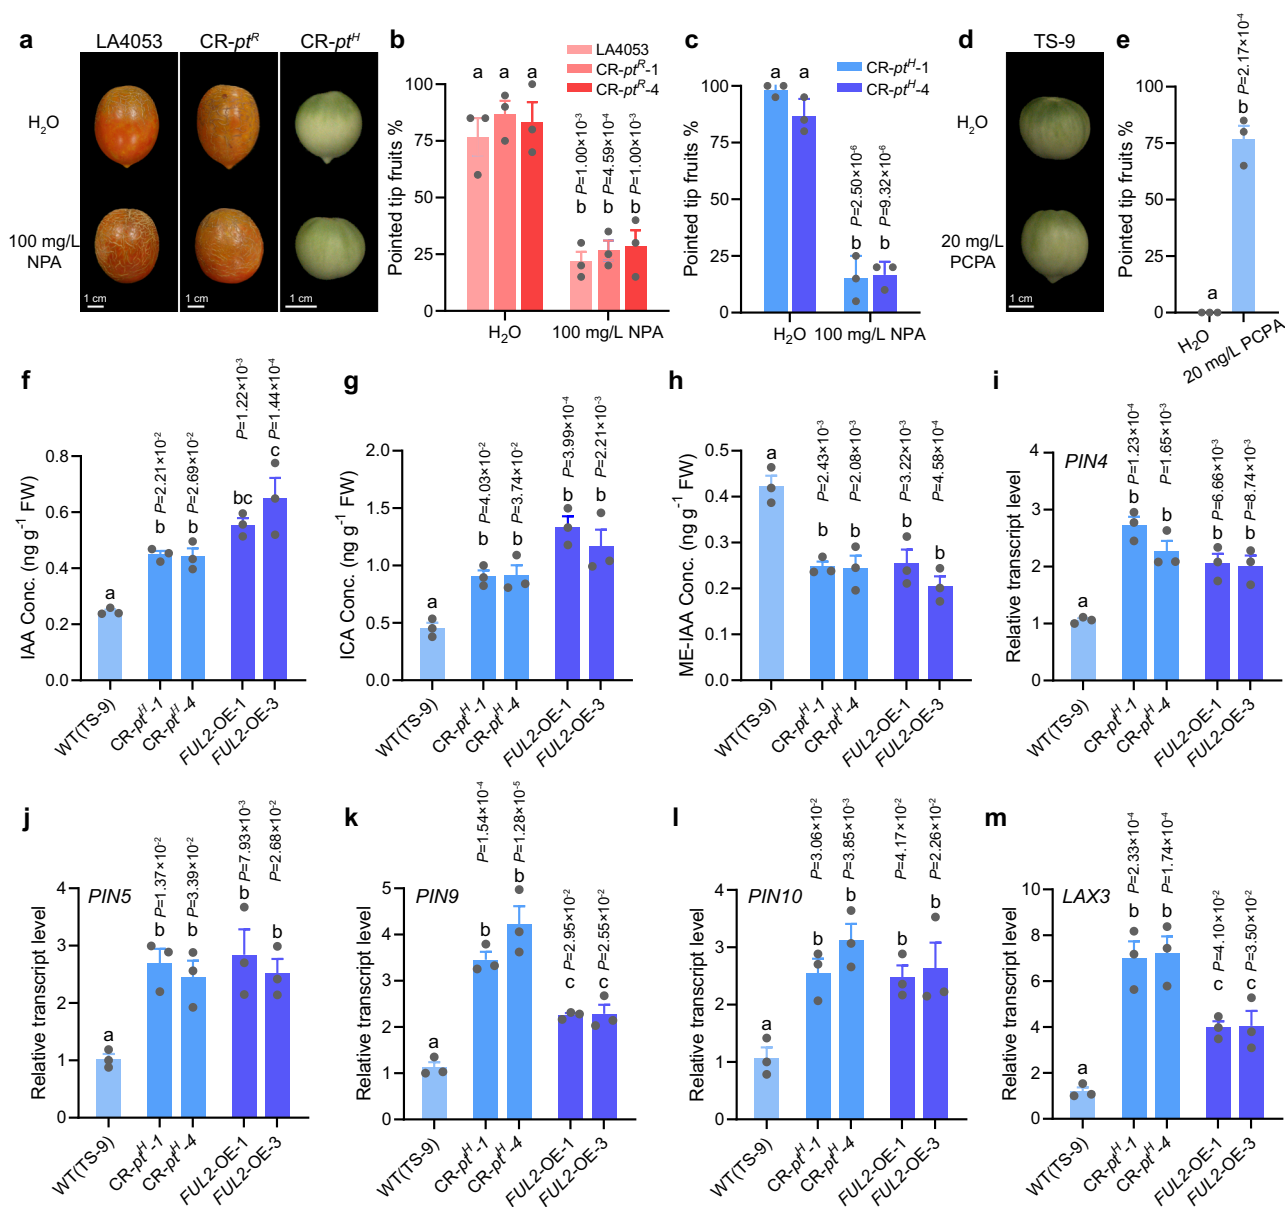 a
LA4053
CR-ptᴿ
CR-ptᴴ
H₂O
100 mg/L
NPA
1 cm
1 cm
1 cm
b
LA4053
CR-ptᴿ-1
CR-ptᴿ-4
Pointed tip fruits %
100
75
50
25
0
a a a
b P=1.00×10⁻³
b P=4.59×10⁻⁴
b P=1.00×10⁻³
H₂O
100 mg/L NPA
c
CR-ptᴴ-1
CR-ptᴴ-4
Pointed tip fruits %
100
75
50
25
0
a a
b P=2.50×10⁻⁶
b P=9.32×10⁻⁶
H₂O
100 mg/L NPA
d
TS-9
H₂O
20 mg/L
PCPA
1 cm
e
Pointed tip fruits %
100
75
50
25
0
a
b P=2.17×10⁻⁴
H₂O
20 mg/L PCPA
f
IAA Conc. (ng g⁻¹ FW)
0.8
0.6
0.4
0.2
0.0
a
b P=2.21×10⁻²
b P=2.69×10⁻²
bc P=1.22×10⁻³
c P=1.44×10⁻⁴
WT(TS-9)
CR-ptᴴ-1
CR-ptᴴ-4
FUL2-OE-1
FUL2-OE-3
g
ICA Conc. (ng g⁻¹ FW)
2.0
1.5
1.0
0.5
0.0
a
b P=4.03×10⁻²
b P=3.74×10⁻²
b P=3.99×10⁻⁴
b P=2.21×10⁻³
WT(TS-9)
CR-ptᴴ-1
CR-ptᴴ-4
FUL2-OE-1
FUL2-OE-3
h
ME-IAA Conc. (ng g⁻¹ FW)
0.5
0.4
0.3
0.2
0.1
0.0
a
b P=2.43×10⁻³
b P=2.08×10⁻³
b P=3.22×10⁻³
b P=4.58×10⁻⁴
WT(TS-9)
CR-ptᴴ-1
CR-ptᴴ-4
FUL2-OE-1
FUL2-OE-3
i
PIN4
Relative transcript level
4
3
2
1
0
a
b P=1.23×10⁻⁴
b P=1.65×10⁻³
b P=6.66×10⁻³
b P=8.74×10⁻³
WT(TS-9)
CR-ptᴴ-1
CR-ptᴴ-4
FUL2-OE-1
FUL2-OE-3
j
PIN5
Relative transcript level
4
3
2
1
0
a
b P=1.37×10⁻²
b P=3.39×10⁻²
b P=7.93×10⁻³
b P=2.68×10⁻²
WT(TS-9)
CR-ptᴴ-1
CR-ptᴴ-4
FUL2-OE-1
FUL2-OE-3
k
PIN9
Relative transcript level
5
4
3
2
1
0
a
b P=1.54×10⁻⁴
b P=1.28×10⁻⁵
c P=2.95×10⁻²
c P=2.55×10⁻²
WT(TS-9)
CR-ptᴴ-1
CR-ptᴴ-4
FUL2-OE-1
FUL2-OE-3
l
PIN10
Relative transcript level
4
3
2
1
0
a
b P=3.06×10⁻²
b P=3.85×10⁻³
b P=4.17×10⁻²
b P=2.26×10⁻²
WT(TS-9)
CR-ptᴴ-1
CR-ptᴴ-4
FUL2-OE-1
FUL2-OE-3
m
LAX3
Relative transcript level
10
8
6
4
2
0
a
b P=2.33×10⁻⁴
b P=1.74×10⁻⁴
c P=4.10×10⁻²
c P=3.50×10⁻²
WT(TS-9)
CR-ptᴴ-1
CR-ptᴴ-4
FUL2-OE-1
FUL2-OE-3